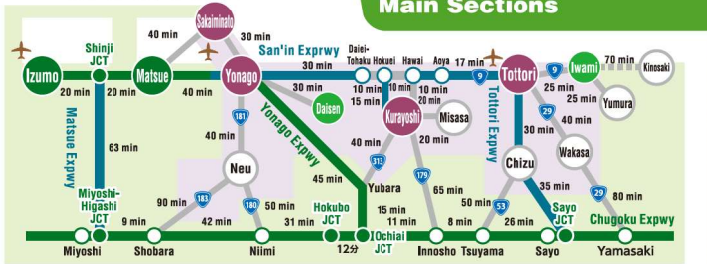 Main Sections
Sakaiminato
40 min
30 min
Shinji
JCT
San'in Exprwy
30 min
Daiei-
Tohaku
Hokuei
Hawai
Aoya
17 min
9
Izumo
Matsue
Yonago
Tottori
9
Iwami
70 min
Kinosaki
20 min
20 min
40 min
30 min
Daisen
10 min
15 min
10 min
20 min
10 min
Kurayoshi
Misasa
25 min
25 min
Yumura
Matsue Expwy
63 min
181
40 min
Yonago Expwy
40 min
313
20 min
179
Tottori Expwy
30 min
29
40 min
Wakasa
Neu
Chizu
45 min
Yubara
65 min
50 min
53
35 min
29
80 min
Miyoshi-
Higashi
JCT
90 min
183
180
50 min
Hokubo
JCT
15 min
Sayo
JCT
Chugoku Expwy
9 min
42 min
31 min
11 min
8 min
26 min
Miyoshi
Shobara
Niimi
12分
Ochiai
JCT
Innosho
Tsuyama
Sayo
Yamasaki